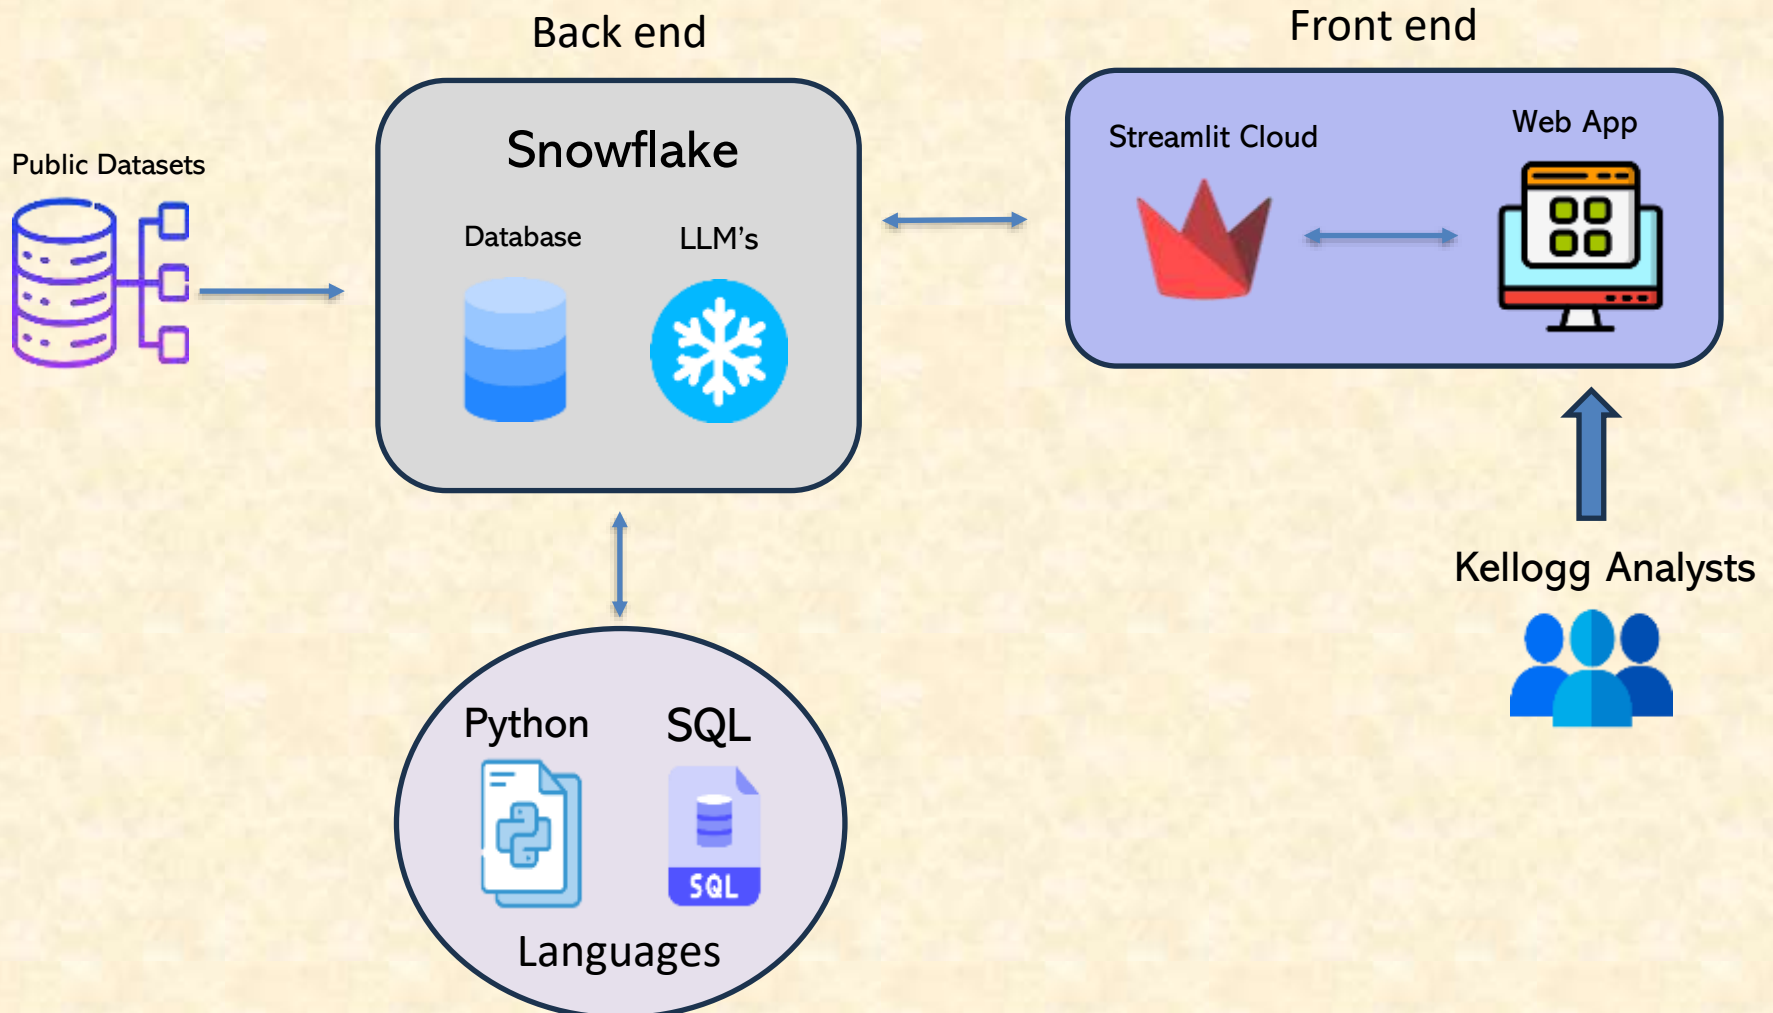 Back end
Front end
Public Datasets
Snowflake
Database
LLM's
Streamlit Cloud
Web App
Kellogg Analysts
Python
SQL
SQL
Languages